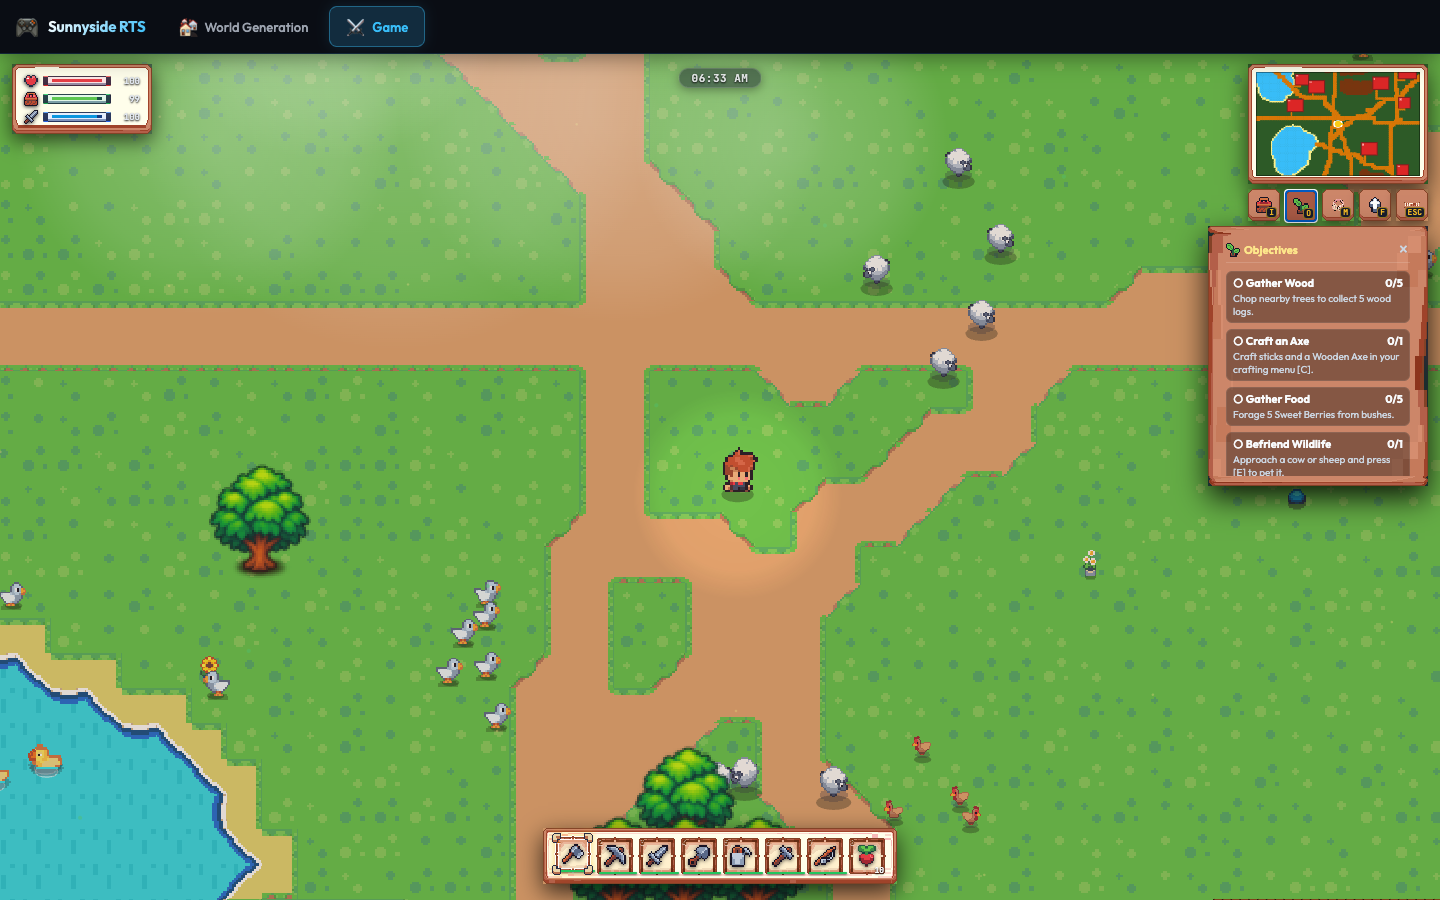 Sunnyside RTS
World Generation
Game
100
99
100
06:33 AM
I
O
M
F
ESC
Objectives
×
Gather Wood 0/5
Chop nearby trees to collect 5 wood
logs.
Craft an Axe 0/1
Craft sticks and a Wooden Axe in your
crafting menu [C].
Gather Food 0/5
Forage 5 Sweet Berries from bushes.
Befriend Wildlife 0/1
Approach a cow or sheep and press
[E] to pet it.
10